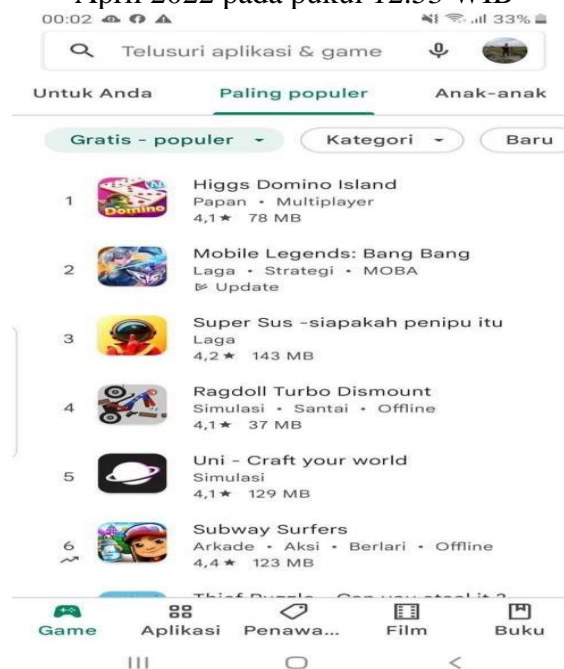 April 2022 pada pukul 12.53 WIB
00:02 33%
Telusuri aplikasi & game
Untuk Anda Paling populer Anak-anak
Gratis - populer Kategori Baru
1 Higgs Domino Island
Domino
Papan • Multiplayer
4,1★ 78 MB
2 Mobile Legends: Bang Bang
Laga • Strategi • MOBA
Update
3 Super Sus -siapakah penipu itu
Laga
4,2★ 143 MB
4 Ragdoll Turbo Dismount
Simulasi • Santai • Offline
4,1★ 37 MB
5 Uni - Craft your world
Simulasi
4,1★ 129 MB
6 Subway Surfers
Arkade • Aksi • Berlari • Offline
4,4★ 123 MB
Game Aplikasi Penawa... Film Buku